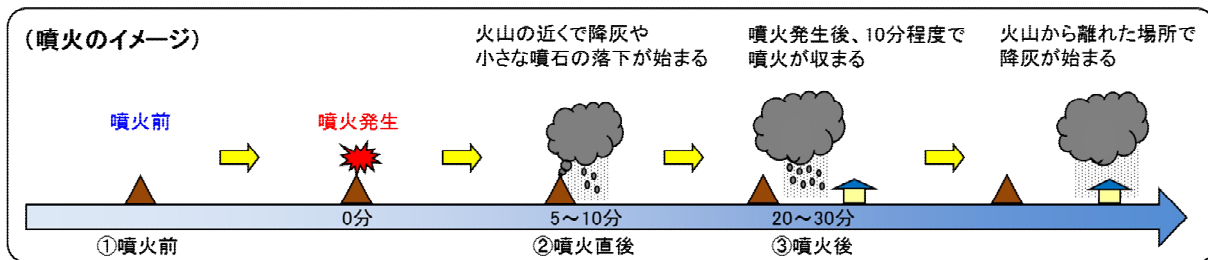 (噴火のイメージ)
噴火前
噴火発生
火山の近くで降灰や
小さな噴石の落下が始まる
噴火発生後、10分程度で
噴火が収まる
火山から離れた場所で
降灰が始まる
0分
5～10分
20～30分
①噴火前
②噴火直後
③噴火後